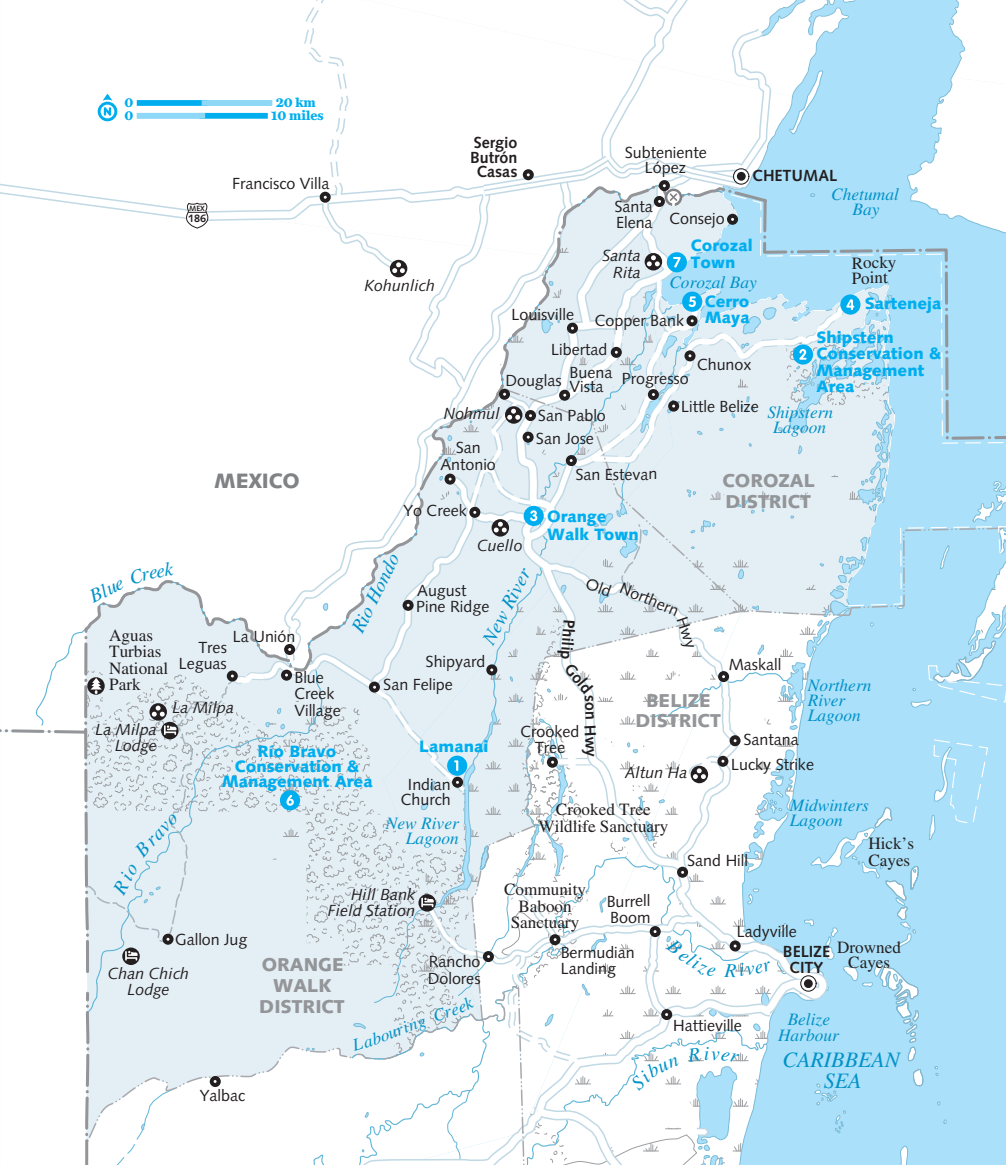 N
0
20 km
0
10 miles
Sergio
Butrón
Casas
Subteniente
López
CHETUMAL
Francisco Villa
MEX
186
Chetumal
Bay
Santa
Elena
Consejo
Kohunlich
Santa
Rita
7
Corozal
Town
Rocky
Point
Corozal Bay
5
Cerro
Maya
4
Sarteneja
Louisville
Copper Bank
2
Shipstern
Conservation &
Management
Area
Libertad
Chunox
Douglas
Buena
Vista
Progresso
Nohmul
San Pablo
Little Belize
Shipstern
Lagoon
San Jose
San
Antonio
San Estevan
MEXICO
COROZAL
DISTRICT
Yo Creek
3
Orange
Walk Town
Cuello
Blue Creek
Rio Hondo
August
Pine Ridge
New River
Old Northern Hwy
Philip Goldson Hwy
Aguas
Turbias
National
Park
La Unión
Tres
Leguas
Blue
Creek
Village
San Felipe
Shipyard
Maskall
Northern
River
Lagoon
BELIZE
DISTRICT
La Milpa
La Milpa
Lodge
Crooked
Tree
Santana
Río Bravo
Conservation &
Management Area
6
Lamanai
1
Altun Ha
Lucky Strike
Indian
Church
Midwinters
Lagoon
Crooked Tree
Wildlife Sanctuary
New River
Lagoon
Rio Bravo
Hick's
Cayes
Sand Hill
Hill Bank
Field Station
Community
Baboon
Sanctuary
Burrell
Boom
Gallon Jug
Ladyville
BELIZE
CITY
Drowned
Cayes
Chan Chich
Lodge
Rancho
Dolores
Bermudian
Landing
Belize River
ORANGE
WALK
DISTRICT
Labouring Creek
Hattieville
Belize
Harbour
Sibun River
CARIBBEAN
SEA
Yalbac